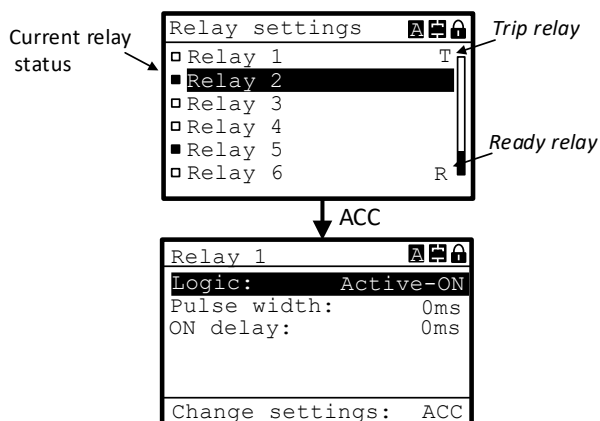 Relay settings A
Current relay
status
Trip relay
Relay 1 T
Relay 2
Relay 3
Relay 4
Relay 5
Relay 6 R
Ready relay
ACC
Relay 1 A
Logic: Active-ON
Pulse width: 0ms
ON delay: 0ms
Change settings: ACC